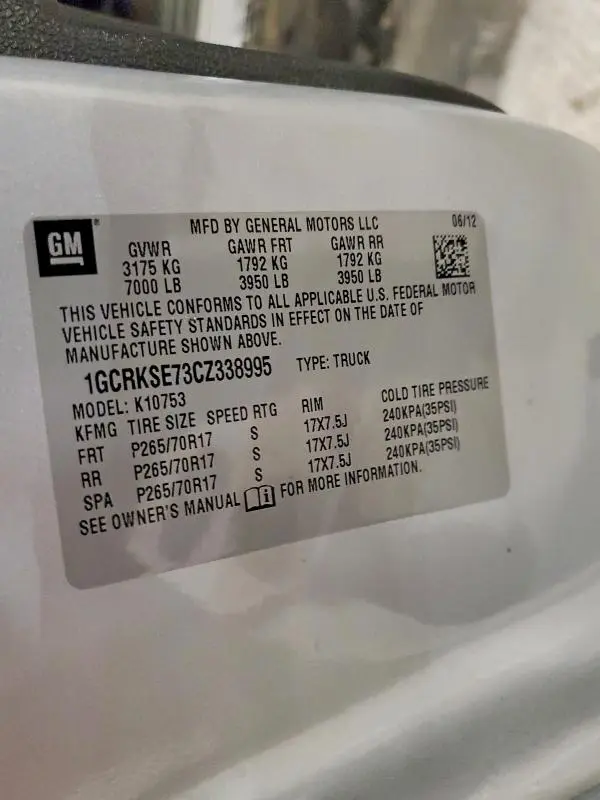 GM
®
MFD BY GENERAL MOTORS LLC 06/12
GVWR GAWR FRT GAWR RR
3175 KG 1792 KG 1792 KG
7000 LB 3950 LB 3950 LB
THIS VEHICLE CONFORMS TO ALL APPLICABLE U.S. FEDERAL MOTOR
VEHICLE SAFETY STANDARDS IN EFFECT ON THE DATE OF
MANUFACTURE SHOWN ABOVE.
1GCRKSE73CZ338995 TYPE: TRUCK
MODEL: K10753
KFMG TIRE SIZE SPEED RTG RIM COLD TIRE PRESSURE
FRT P265/70R17 S 17X7.5J 240KPA(35PSI)
RR P265/70R17 S 17X7.5J 240KPA(35PSI)
SPA P265/70R17 S 17X7.5J 240KPA(35PSI)
SEE OWNER'S MANUAL FOR MORE INFORMATION.